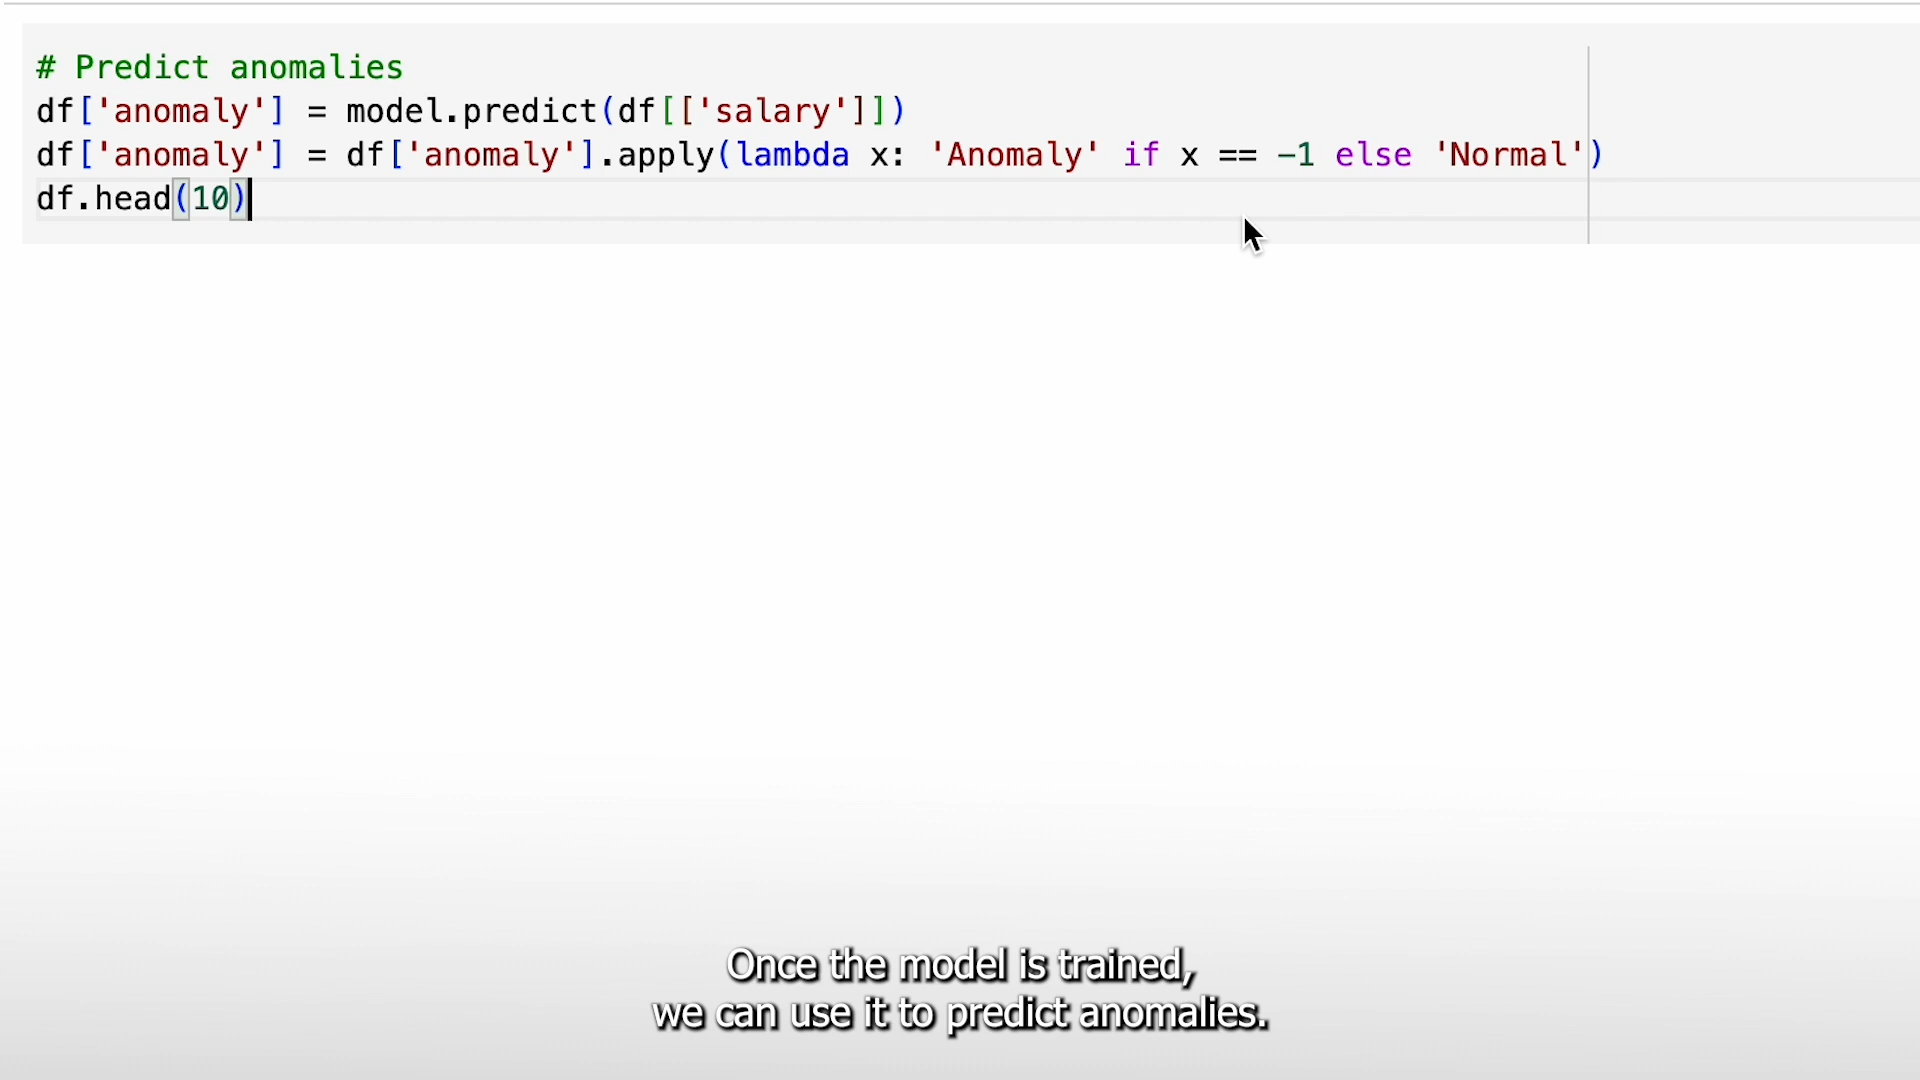 # Predict anomalies
df['anomaly'] = model.predict(df[['salary']])
df['anomaly'] = df['anomaly'].apply(lambda x: 'Anomaly' if x == -1 else 'Normal')
df.head(10)
Once the model is trained,
we can use it to predict anomalies.